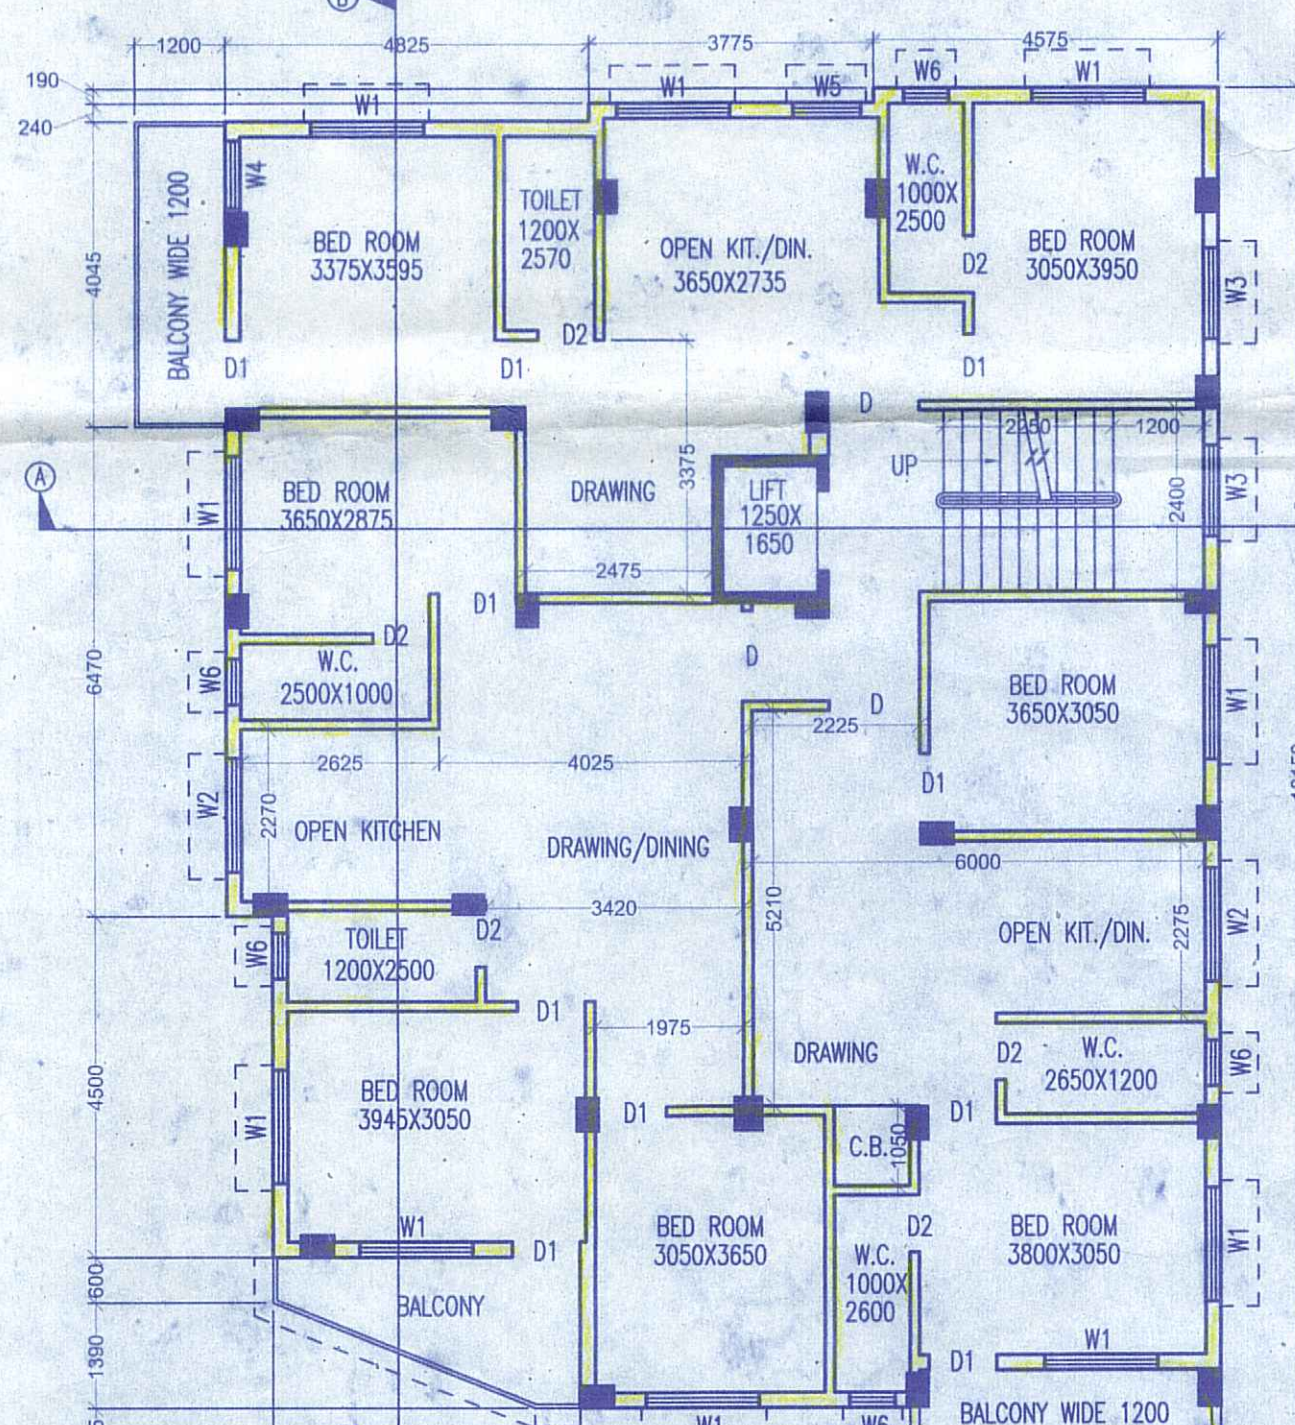 B
1200
4825
3775
4575
190
240
W1
W1
W5
W6
W1
BALCONY WIDE 1200
W4
4045
BED ROOM
3375X3595
TOILET
1200X
2570
OPEN KIT./DIN.
3650X2735
W.C.
1000X
2500
D2
BED ROOM
3050X3950
W3
D1
D1
D2
D1
D
A
W1
BED ROOM
3650X2875
DRAWING
3375
LIFT
1250X
1650
UP
2250
1200
2400
W3
2475
D1
D2
W.C.
2500X1000
W6
6470
D
D
2225
BED ROOM
3650X3050
W1
D1
2625
4025
W2
2270
OPEN KITCHEN
DRAWING/DINING
6000
5210
3420
OPEN KIT./DIN.
2275
W2
W6
TOILET
1200X2500
D2
D1
1975
DRAWING
D2
W.C.
2650X1200
W6
4500
W1
BED ROOM
3945X3050
D1
D1
C.B.
1050
BED ROOM
3050X3650
D2
W.C.
1000X
2600
BED ROOM
3800X3050
W1
W1
D1
600
BALCONY
1390
W1
D1
W1
W6
BALCONY WIDE 1200